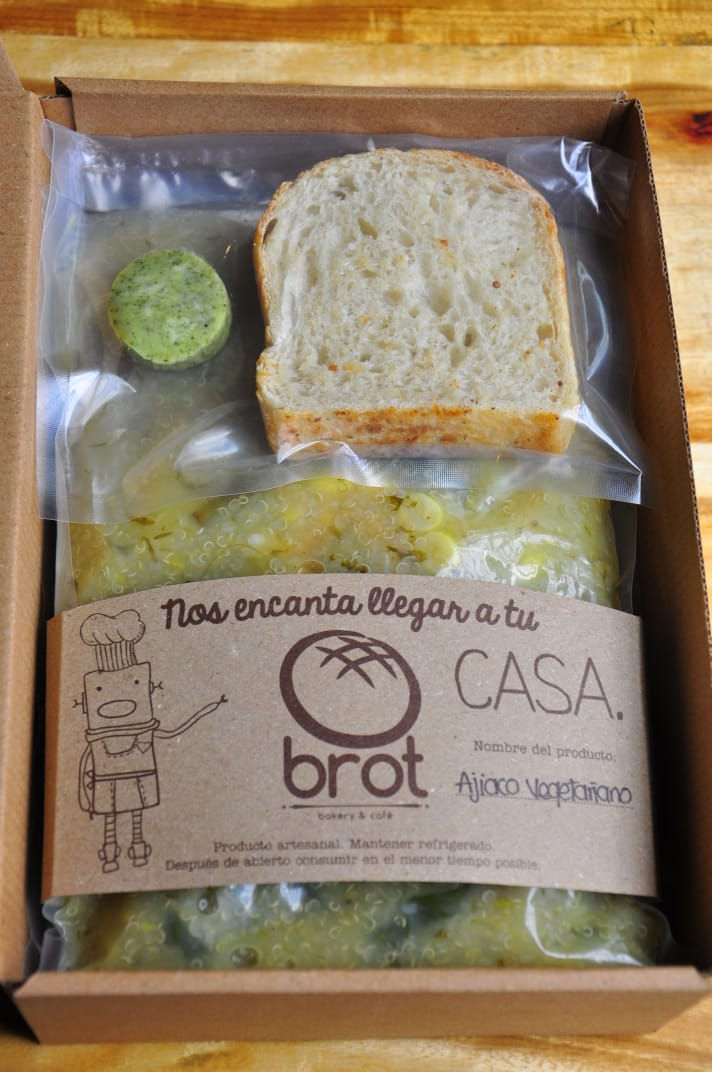 Nos encanta llegar a tu
CASA.
brot
bakery & café
Nombre del producto:
Ajiaco Vegetariano
Producto artesanal. Mantener refrigerado.
Después de abierto consumir en el menor tiempo posible.